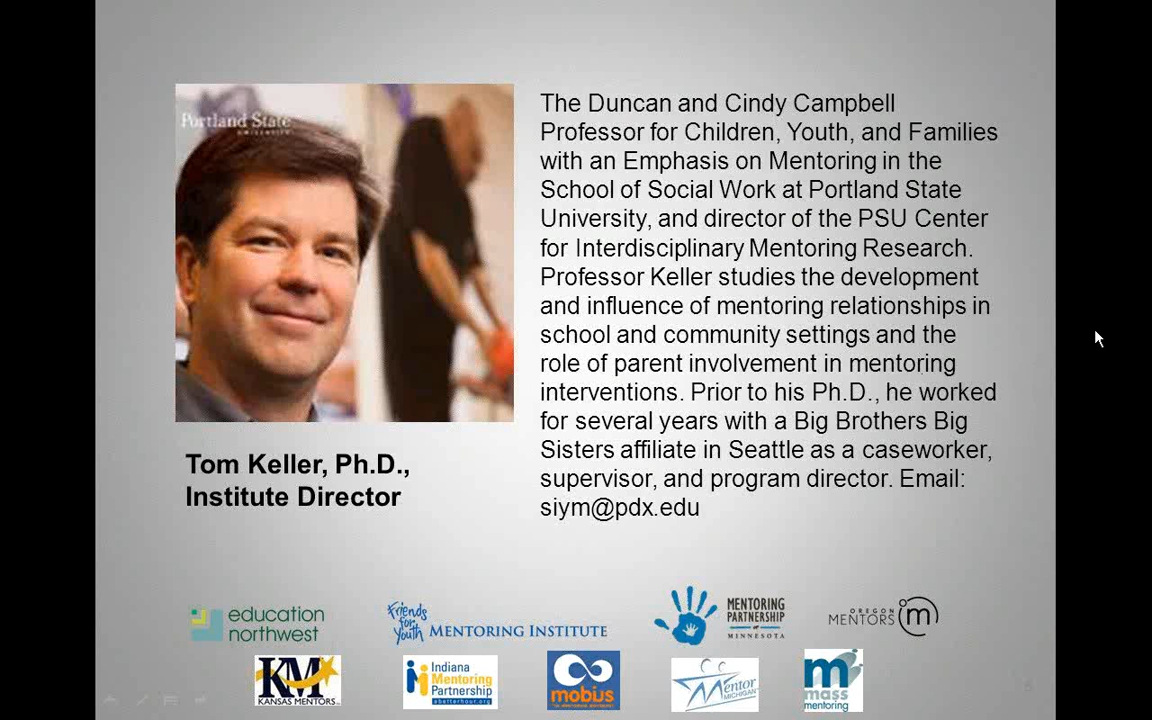 Portland State
UNIVERSITY
The Duncan and Cindy Campbell
Professor for Children, Youth, and Families
with an Emphasis on Mentoring in the
School of Social Work at Portland State
University, and director of the PSU Center
for Interdisciplinary Mentoring Research.
Professor Keller studies the development
and influence of mentoring relationships in
school and community settings and the
role of parent involvement in mentoring
interventions. Prior to his Ph.D., he worked
for several years with a Big Brothers Big
Sisters affiliate in Seattle as a caseworker,
supervisor, and program director. Email:
siym@pdx.edu
Tom Keller, Ph.D.,
Institute Director
education
northwest
Friends
for
Youth MENTORING INSTITUTE
MENTORING
PARTNERSHIP
of
MINNESOTA
OREGON
MENTORS m
KM
KANSAS MENTORS
Indiana
Mentoring
Partnership
abetterhour.org
mobius
Mentor
MICHIGAN
m
mass
mentoring